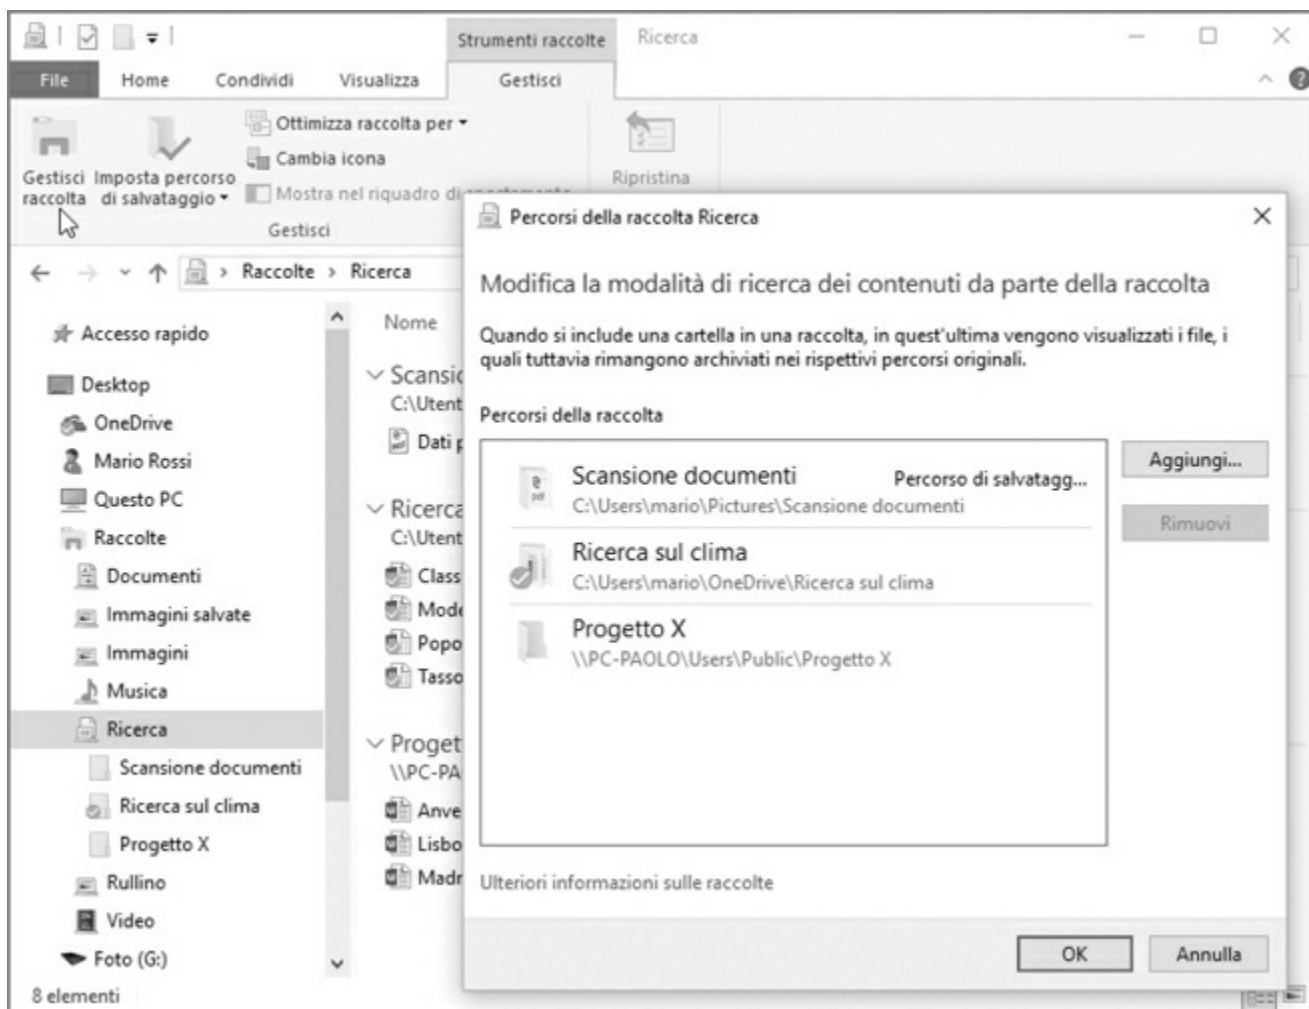 Strumenti raccolte
Ricerca
File
Home
Condividi
Visualizza
Gestisci
Gestisci
raccolta
Imposta percorso
di salvataggio
Ottimizza raccolta per
Cambia icona
Mostra nel riquadro di
Ripristina
Gestisci
Raccolte > Ricerca
Accesso rapido
Desktop
OneDrive
Mario Rossi
Questo PC
Raccolte
Documenti
Immagini salvate
Immagini
Musica
Ricerca
Scansione documenti
Ricerca sul clima
Progetto X
Rullino
Video
Foto (G:)
8 elementi
Nome
Scansio
C:\Utent
Dati p
Ricerca
C:\Utent
Class
Mode
Popo
Tasso
Proget
\\PC-PA
Anve
Lisbo
Madr
Percorsi della raccolta Ricerca
Modifica la modalità di ricerca dei contenuti da parte della raccolta
Quando si include una cartella in una raccolta, in quest'ultima vengono visualizzati i file, i
quali tuttavia rimangono archiviati nei rispettivi percorsi originali.
Percorsi della raccolta
Scansione documenti
Percorso di salvatagg...
C:\Users\mario\Pictures\Scansione documenti
Ricerca sul clima
C:\Users\mario\OneDrive\Ricerca sul clima
Progetto X
\\PC-PAOLO\Users\Public\Progetto X
Aggiungi...
Rimuovi
Ulteriori informazioni sulle raccolte
OK
Annulla